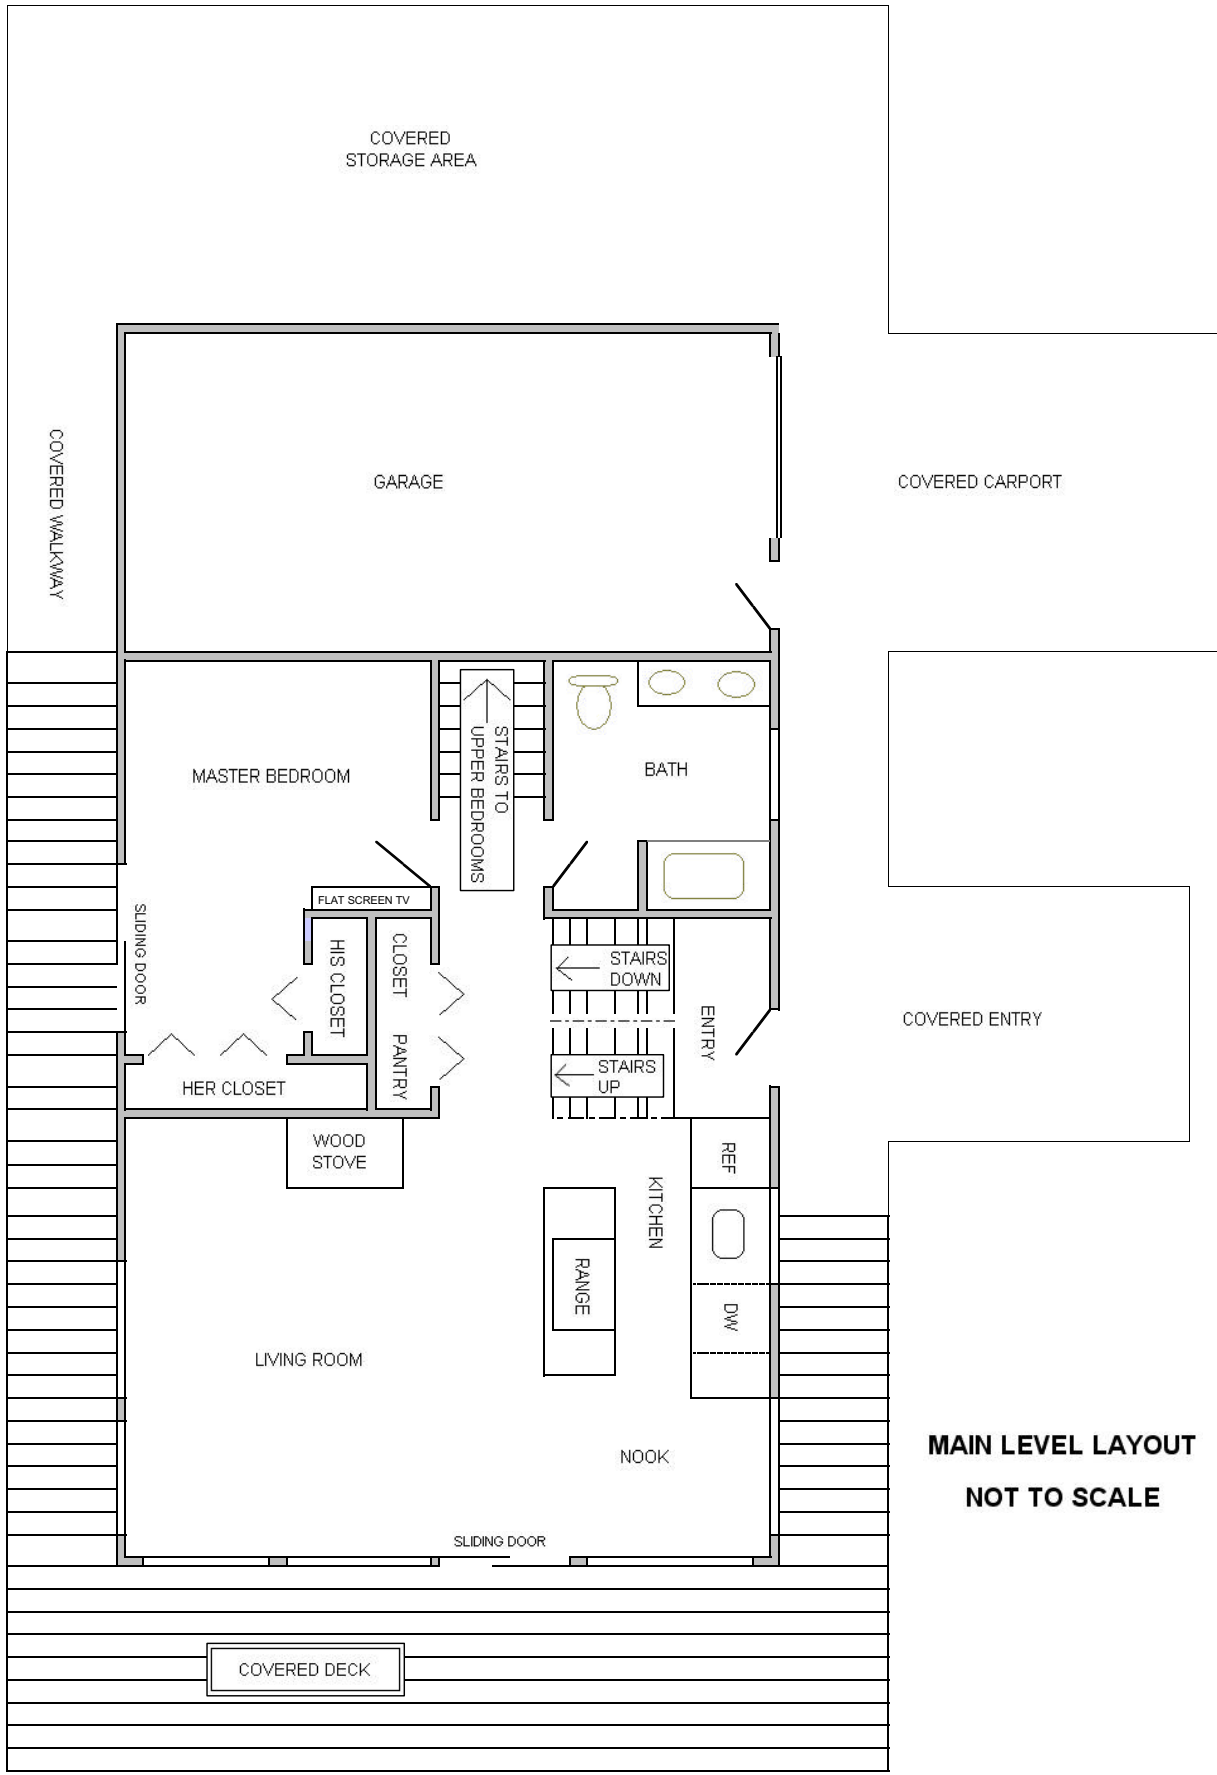 COVERED
STORAGE AREA
COVERED WALKWAY
GARAGE
COVERED CARPORT
MASTER BEDROOM
STAIRS TO
UPPER BEDROOMS
BATH
FLAT SCREEN TV
SLIDING DOOR
HIS CLOSET
CLOSET
PANTRY
STAIRS
DOWN
ENTRY
COVERED ENTRY
STAIRS
UP
HER CLOSET
WOOD
STOVE
REF
KITCHEN
RANGE
DW
LIVING ROOM
NOOK
MAIN LEVEL LAYOUT
NOT TO SCALE
SLIDING DOOR
COVERED DECK